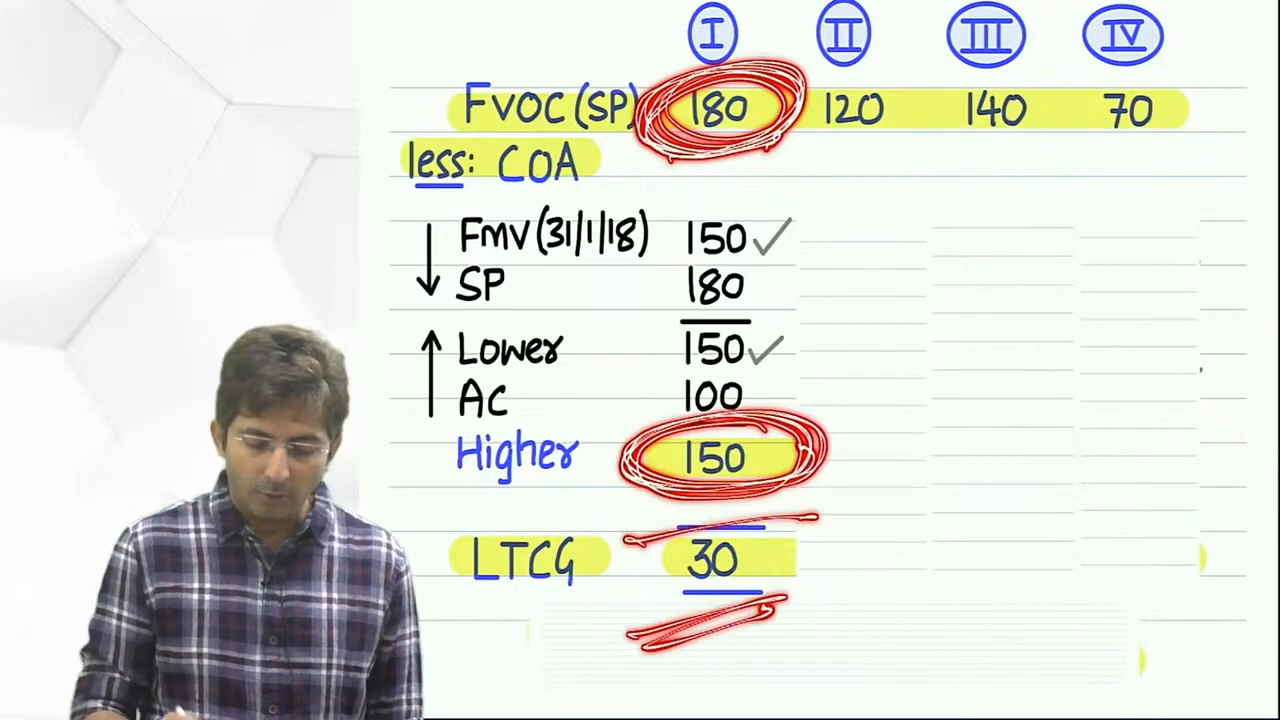 I II III IV
FVOC (SP) 180 120 140 70
less: COA
FMV (31/1/18) 150
SP 180
Lower 150
AC 100
Higher 150
LTCG 30